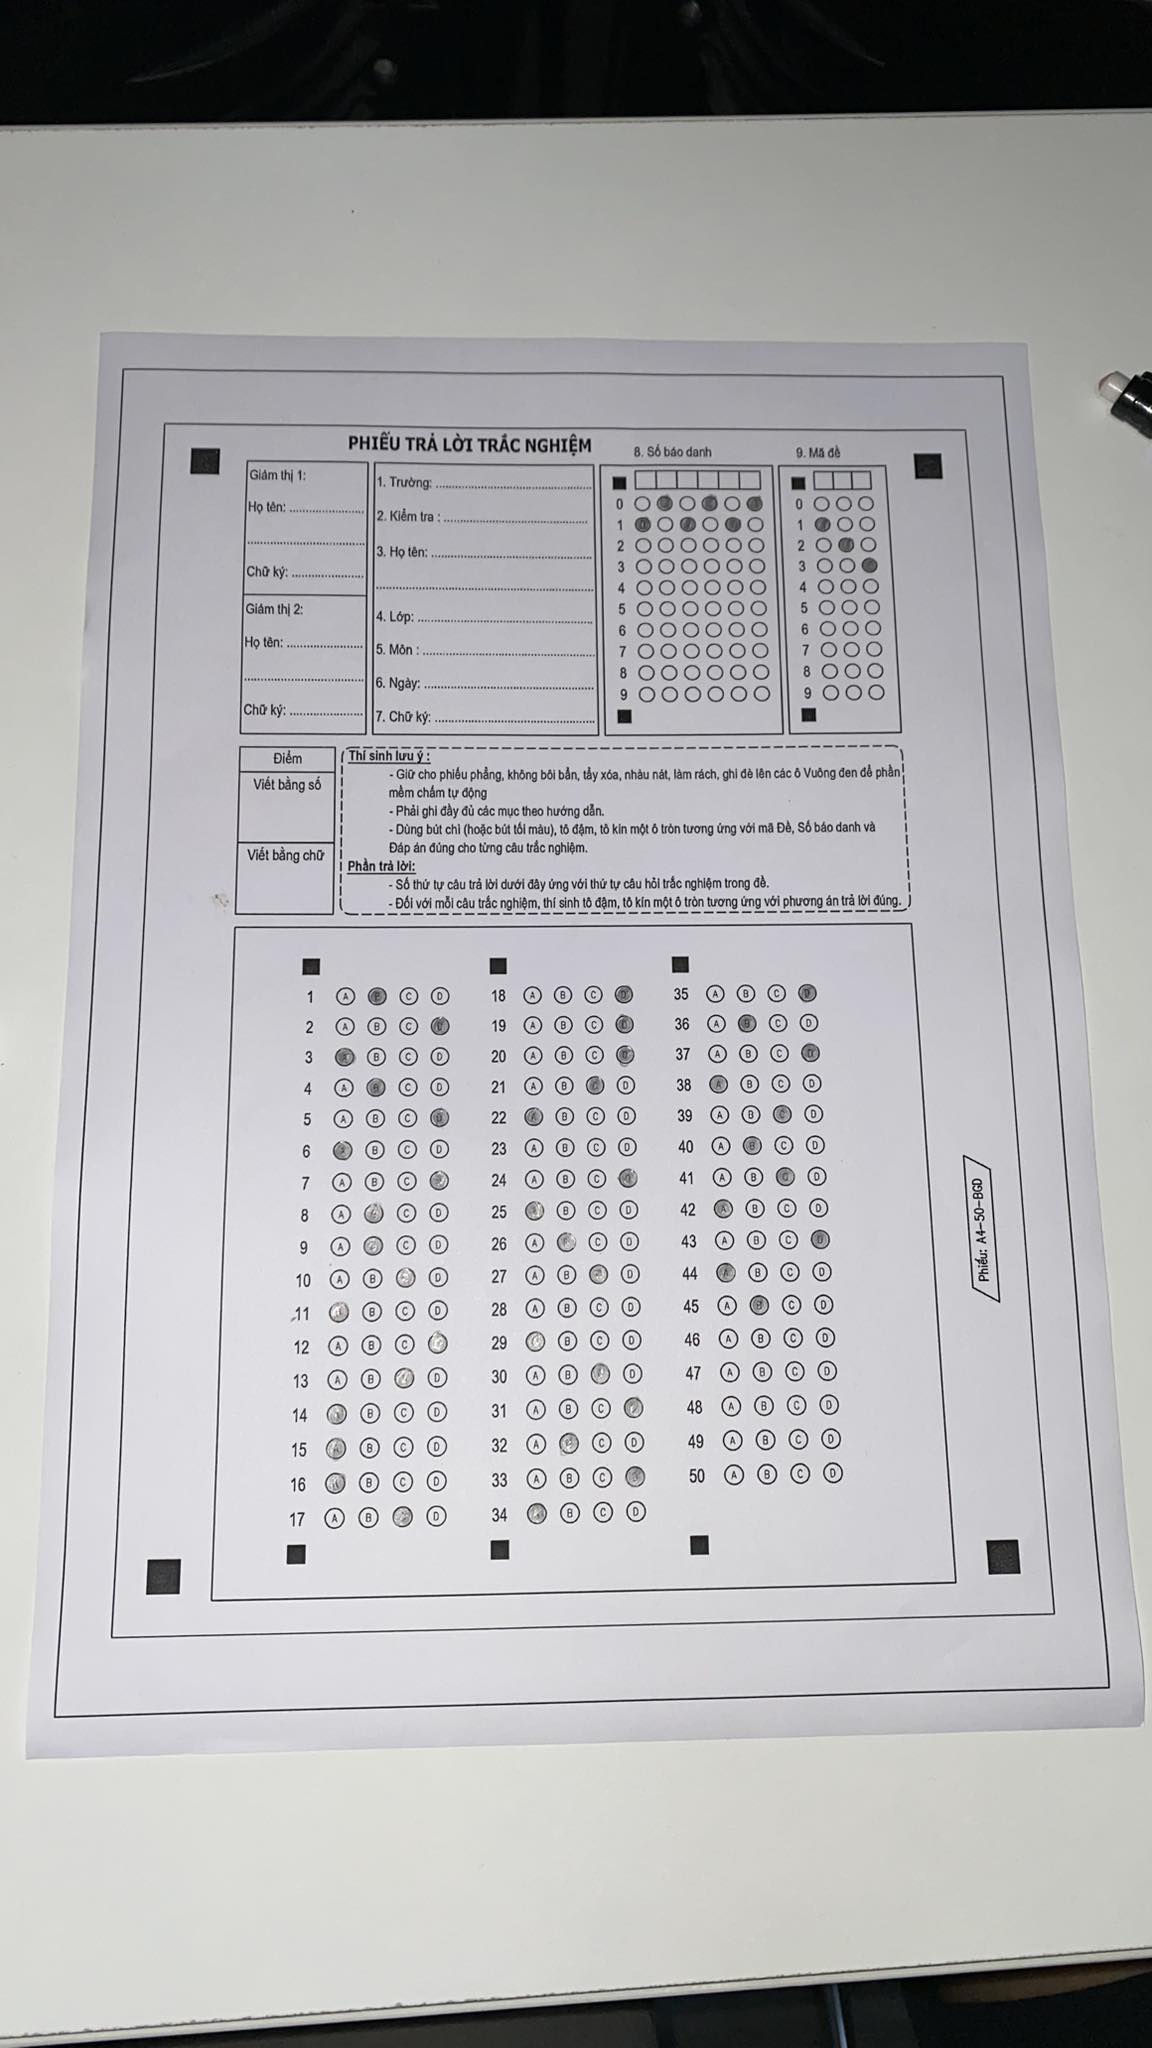 PHIẾU TRẢ LỜI TRẮC NGHIỆM
Giám thị 1:
Họ tên:
Chữ ký:
Giám thị 2:
Họ tên:
Chữ ký:
1. Trường:
2. Kiểm tra :
3. Họ tên:
4. Lớp:
5. Môn :
6. Ngày:
7. Chữ ký:
8. Số báo danh
0
1
2
3
4
5
6
7
8
9
9. Mã đề
0
1
2
3
4
5
6
7
8
9
Điểm
Viết bằng số
Viết bằng chữ
Thí sinh lưu ý :
- Giữ cho phiếu phẳng, không bôi bẩn, tẩy xóa, nhàu nát, làm rách, ghi đè lên các ô Vuông đen để phần
mềm chấm tự động
- Phải ghi đầy đủ các mục theo hướng dẫn.
- Dùng bút chì (hoặc bút tối màu), tô đậm, tô kín một ô tròn tương ứng với mã Đề, Số báo danh và
Đáp án đúng cho từng câu trắc nghiệm.
Phần trả lời:
- Số thứ tự câu trả lời dưới đây ứng với thứ tự câu hỏi trắc nghiệm trong đề.
- Đối với mỗi câu trắc nghiệm, thí sinh tô đậm, tô kín một ô tròn tương ứng với phương án trả lời đúng.
1 A C D
2 A B C
3 B C D
4 A B C D
5 A B C
6 B C D
7 A B C
8 A C D
9 A C D
10 A B D
11 B C D
12 A B C
13 A B D
14 B C D
15 A B C D
16 B C D
17 A B D
18 A B C D
19 A B C
20 A B C
21 A B C D
22 A B C D
23 A B C D
24 A B C
25 B C D
26 A C D
27 A B D
28 A B C D
29 B C D
30 A B D
31 A B C
32 A C D
33 A B C
34 B C D
35 A B C D
36 A B C D
37 A B C D
38 A B C D
39 A B C D
40 A B C D
41 A B D
42 A B C D
43 A B C D
44 A B C D
45 A B C D
46 A B C D
47 A B C D
48 A B C D
49 A B C D
50 A B C D
Phiếu: A4-50-BGD